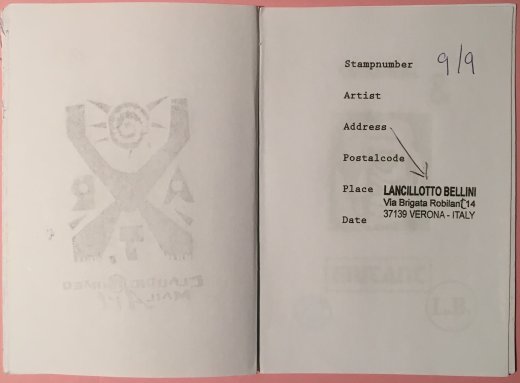 Stampnumber 9/9
Artist
Address
Postalcode
Place
LANCILLOTTO BELLINI
Via Brigata Robilant 14
37139 VERONA - ITALY
Date
L.B.